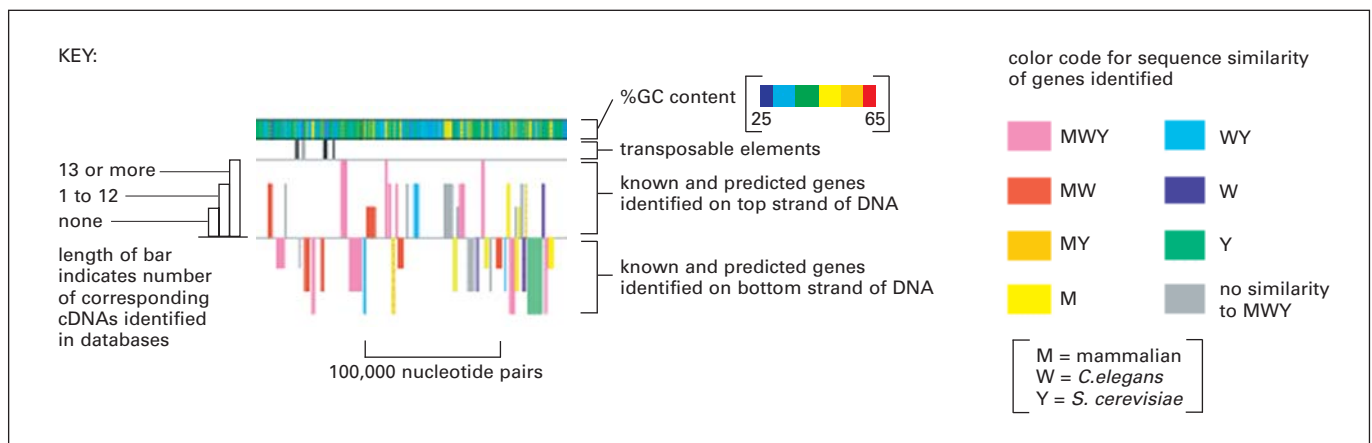 KEY:
%GC content
25
65
transposable elements
13 or more
1 to 12
none
known and predicted genes
identified on top strand of DNA
length of bar
indicates number
of corresponding
cDNAs identified
in databases
known and predicted genes
identified on bottom strand of DNA
100,000 nucleotide pairs
color code for sequence similarity
of genes identified
MWY
WY
MW
W
MY
Y
M
no similarity
to MWY
M = mammalian
W = C.elegans
Y = S. cerevisiae